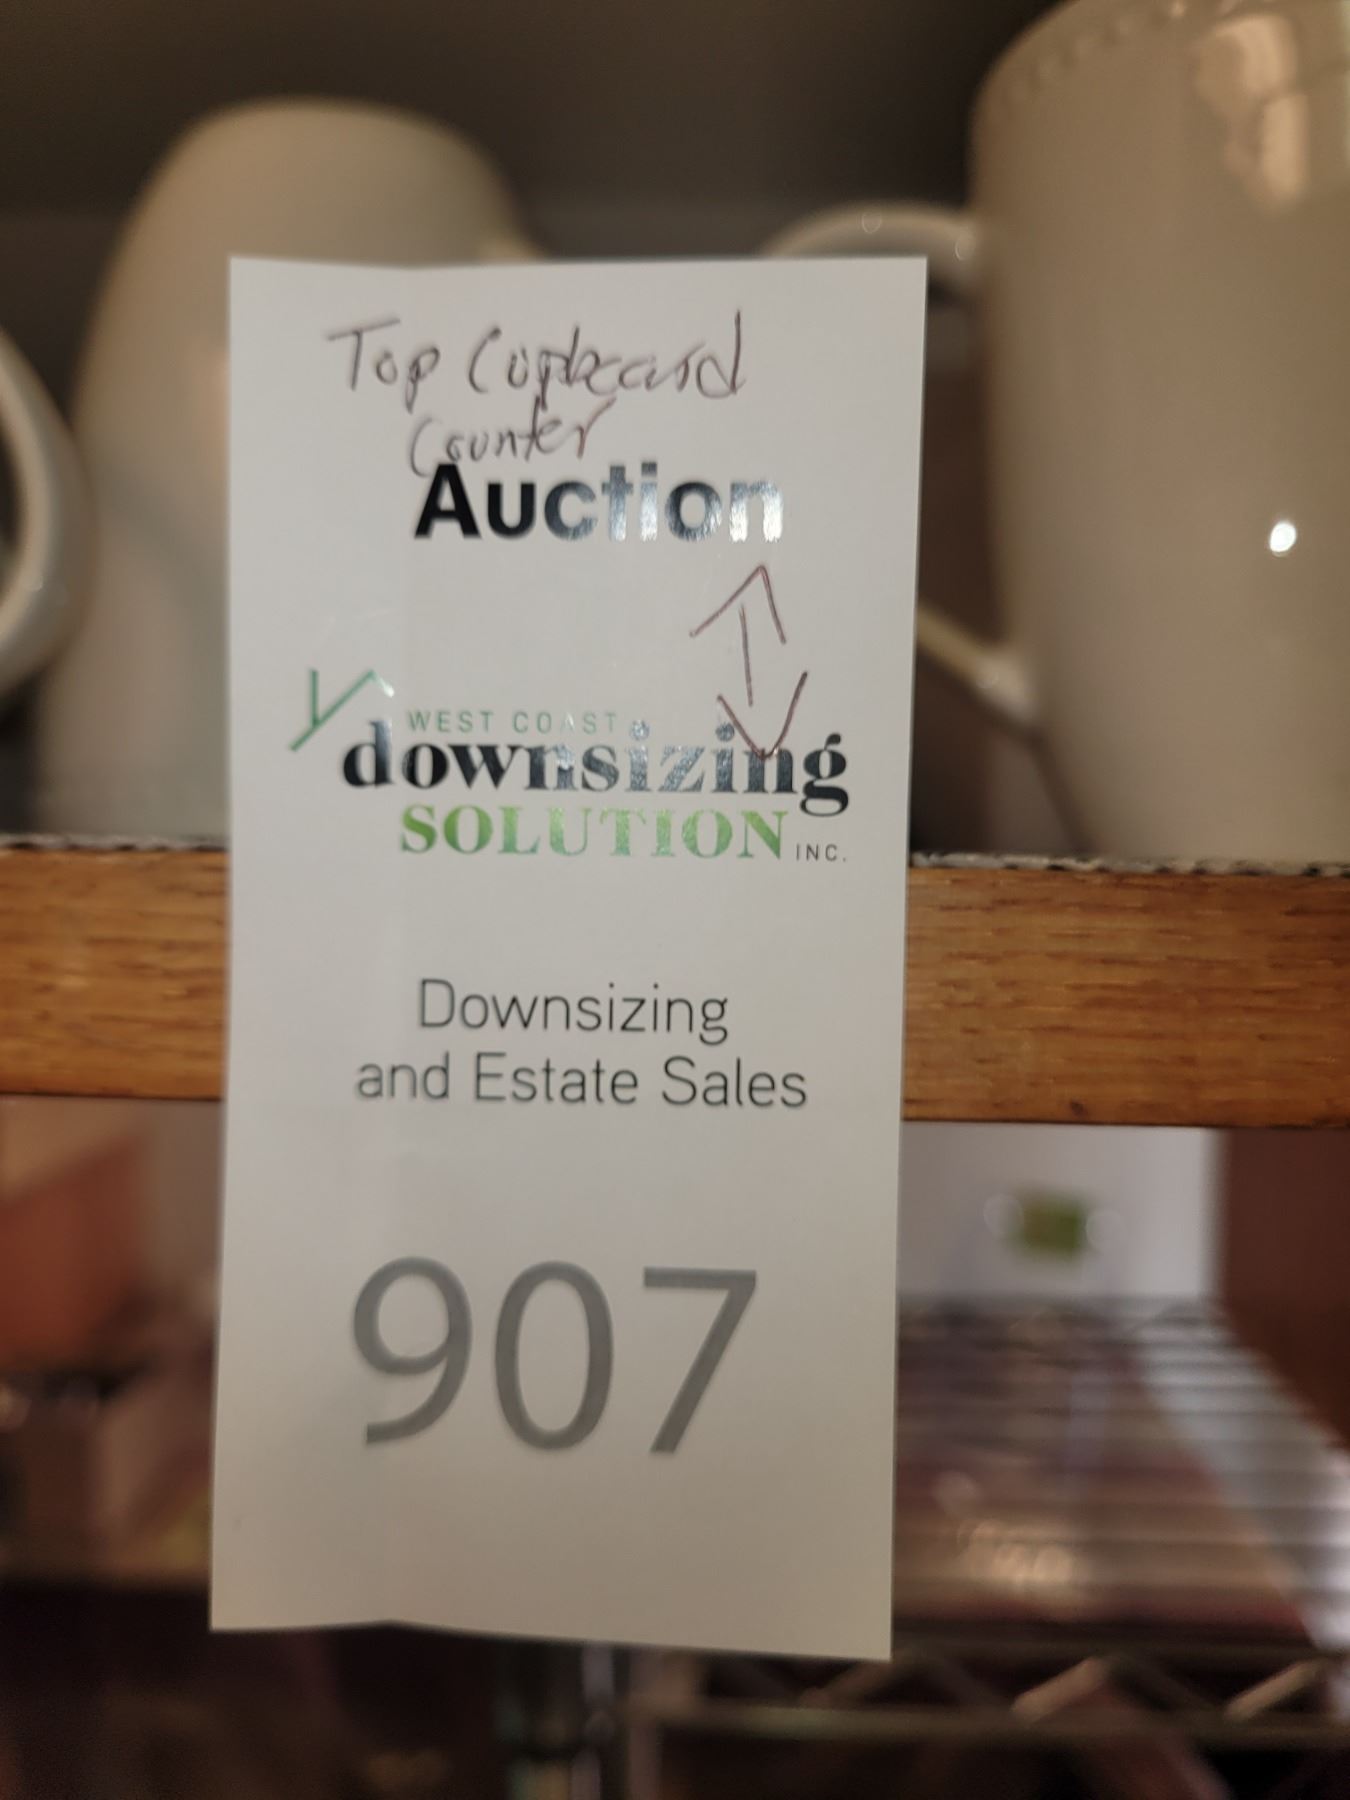 Top Cupboard
Counter
Auction
WEST COAST
downsizing
SOLUTION INC.
Downsizing
and Estate Sales
907